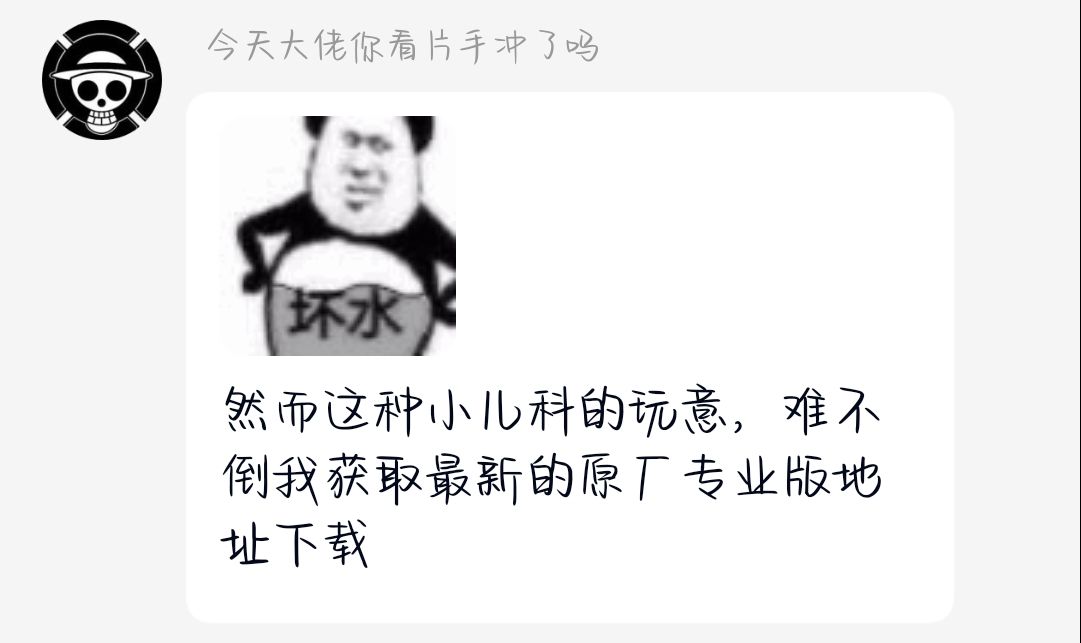 今天大佬你看片手冲了吗
坏水
然而这种小儿科的玩意，难不
倒我获取最新的原厂专业版地
址下载